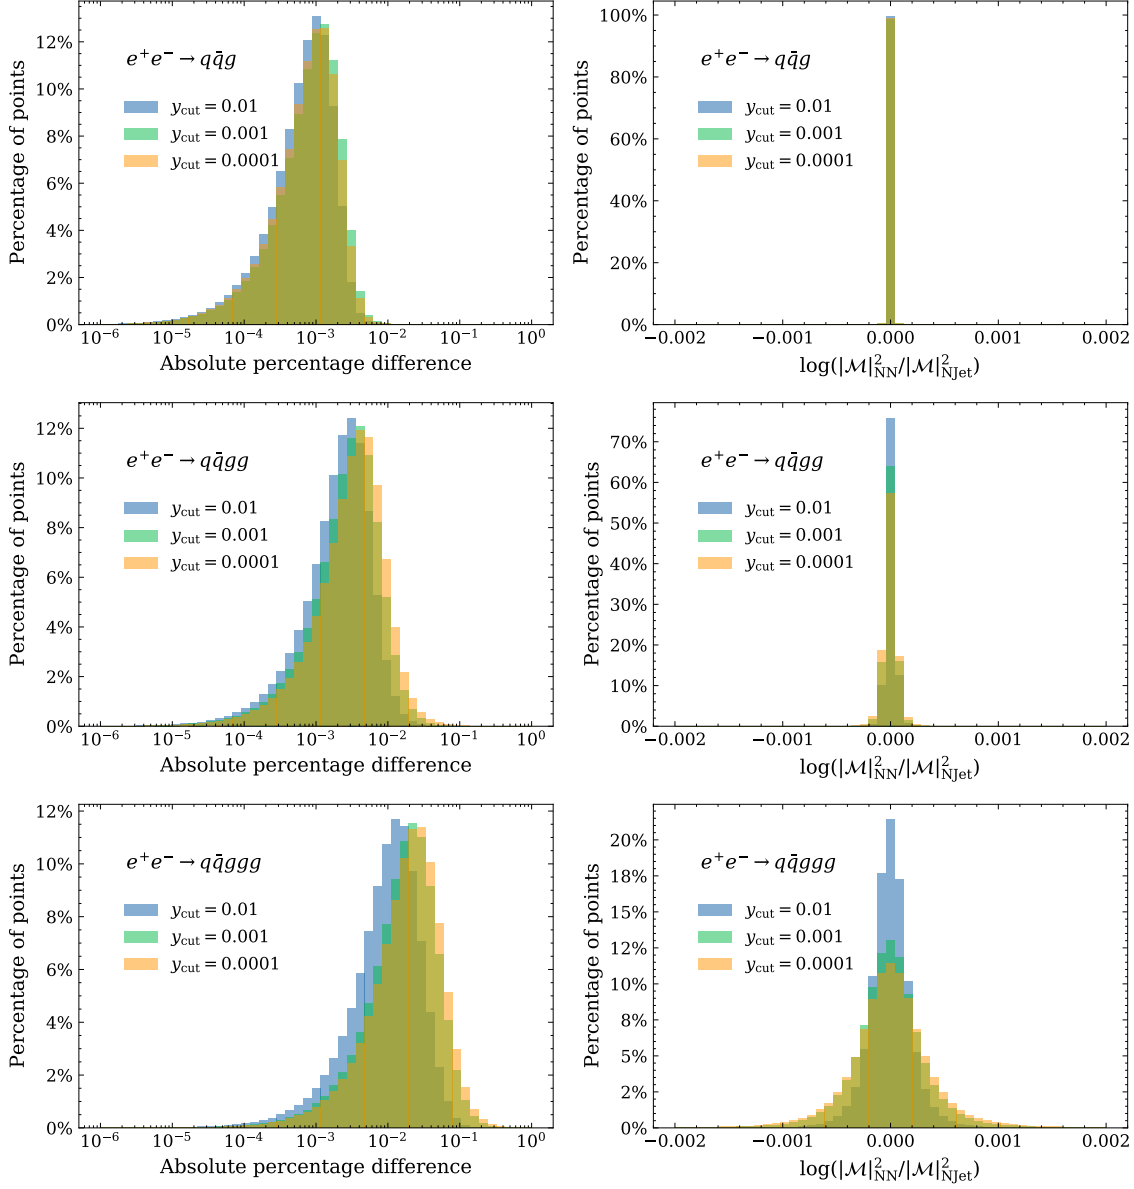 Percentage of points
12%
10%
8%
6%
4%
2%
0%
e⁺e⁻ → qq̄g
y_cut = 0.01
y_cut = 0.001
y_cut = 0.0001
10⁻⁶ 10⁻⁵ 10⁻⁴ 10⁻³ 10⁻² 10⁻¹ 10⁰
Absolute percentage difference
Percentage of points
100%
80%
60%
40%
20%
0%
e⁺e⁻ → qq̄g
y_cut = 0.01
y_cut = 0.001
y_cut = 0.0001
−0.002 −0.001 0.000 0.001 0.002
log(|M|²_NN/|M|²_NJet)
Percentage of points
12%
10%
8%
6%
4%
2%
0%
e⁺e⁻ → qq̄gg
y_cut = 0.01
y_cut = 0.001
y_cut = 0.0001
10⁻⁶ 10⁻⁵ 10⁻⁴ 10⁻³ 10⁻² 10⁻¹ 10⁰
Absolute percentage difference
Percentage of points
70%
60%
50%
40%
30%
20%
10%
0%
e⁺e⁻ → qq̄gg
y_cut = 0.01
y_cut = 0.001
y_cut = 0.0001
−0.002 −0.001 0.000 0.001 0.002
log(|M|²_NN/|M|²_NJet)
Percentage of points
12%
10%
8%
6%
4%
2%
0%
e⁺e⁻ → qq̄ggg
y_cut = 0.01
y_cut = 0.001
y_cut = 0.0001
10⁻⁶ 10⁻⁵ 10⁻⁴ 10⁻³ 10⁻² 10⁻¹ 10⁰
Absolute percentage difference
Percentage of points
20%
18%
15%
12%
10%
8%
5%
2%
0%
e⁺e⁻ → qq̄ggg
y_cut = 0.01
y_cut = 0.001
y_cut = 0.0001
−0.002 −0.001 0.000 0.001 0.002
log(|M|²_NN/|M|²_NJet)